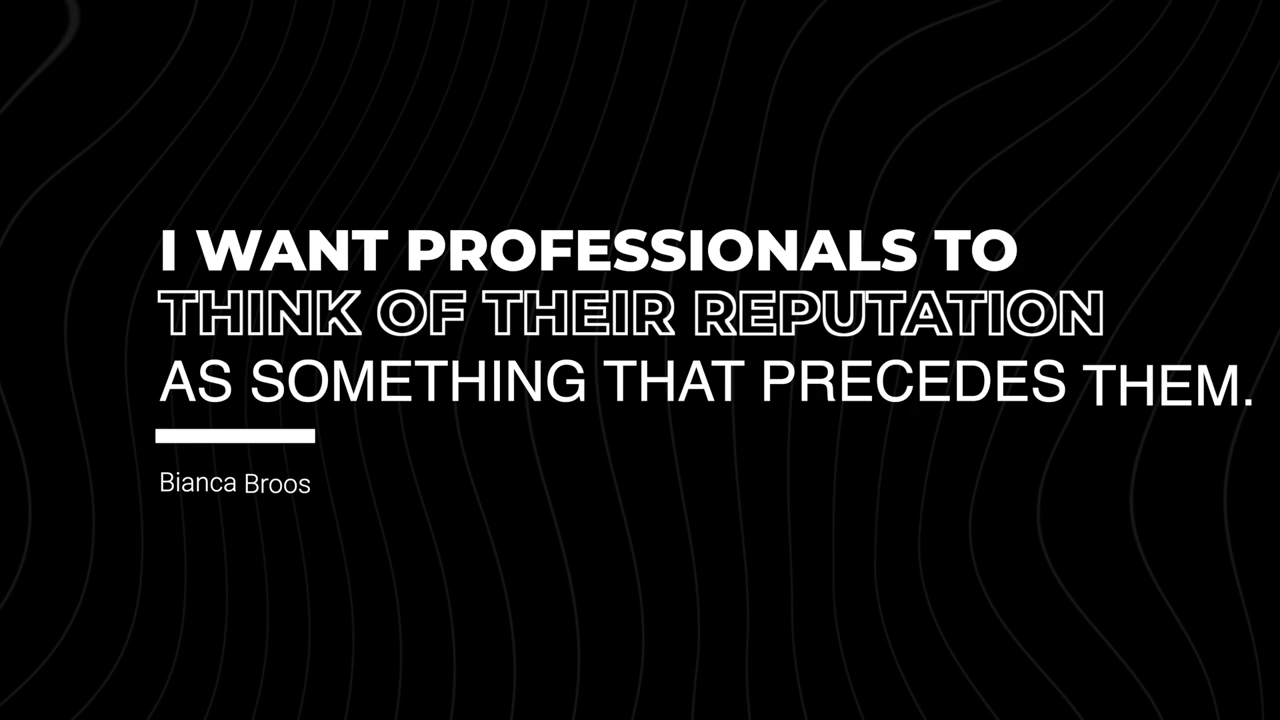 I WANT PROFESSIONALS TO
THINK OF THEIR REPUTATION
AS SOMETHING THAT PRECEDES THEM.
Bianca Broos